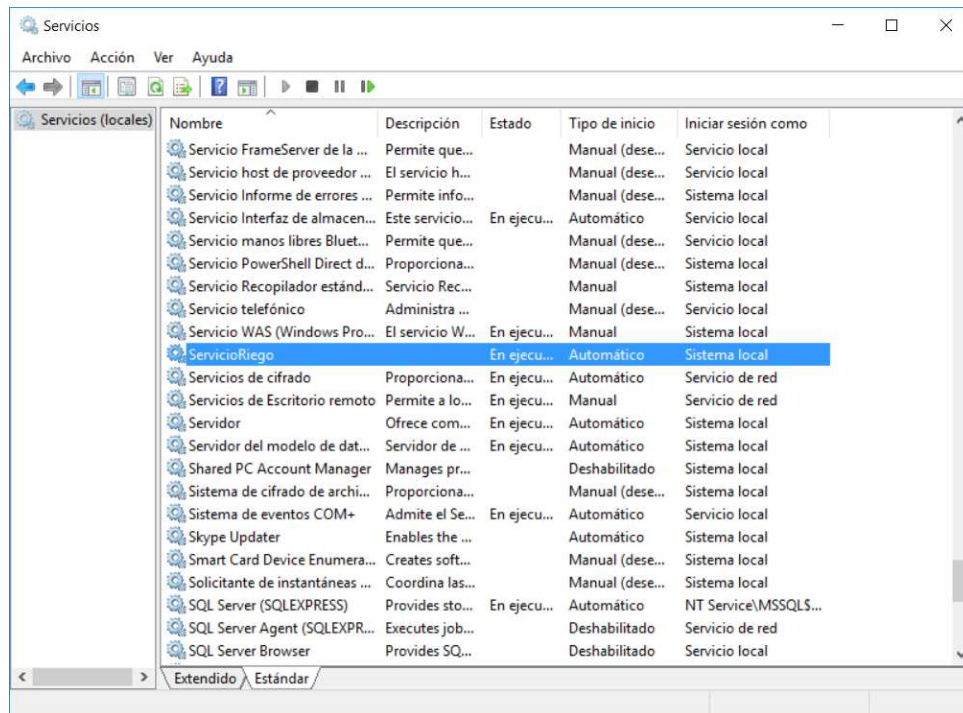 Servicios
Archivo Acción Ver Ayuda
Servicios (locales)
Nombre Descripción Estado Tipo de inicio Iniciar sesión como
Servicio FrameServer de la ... Permite que... Manual (dese... Servicio local
Servicio host de proveedor ... El servicio h... Manual (dese... Servicio local
Servicio Informe de errores ... Permite info... Manual (dese... Sistema local
Servicio Interfaz de almacen... Este servicio... En ejecu... Automático Servicio local
Servicio manos libres Bluet... Permite que... Manual (dese... Servicio local
Servicio PowerShell Direct d... Proporciona... Manual (dese... Sistema local
Servicio Recopilador estánd... Servicio Rec... Manual Sistema local
Servicio telefónico Administra ... Manual (dese... Servicio local
Servicio WAS (Windows Pro... El servicio W... En ejecu... Manual Sistema local
ServicioRiego En ejecu... Automático Sistema local
Servicios de cifrado Proporciona... En ejecu... Automático Servicio de red
Servicios de Escritorio remoto Permite a lo... En ejecu... Manual Servicio de red
Servidor Ofrece com... En ejecu... Automático Sistema local
Servidor del modelo de dat... Servidor de ... En ejecu... Automático Sistema local
Shared PC Account Manager Manages pr... Deshabilitado Sistema local
Sistema de cifrado de archi... Proporciona... Manual (dese... Sistema local
Sistema de eventos COM+ Admite el Se... En ejecu... Automático Servicio local
Skype Updater Enables the ... Automático Sistema local
Smart Card Device Enumera... Creates soft... Manual (dese... Sistema local
Solicitante de instantáneas ... Coordina las... Manual (dese... Sistema local
SQL Server (SQLEXPRESS) Provides sto... En ejecu... Automático NT Service\MSSQL$...
SQL Server Agent (SQLEXPR... Executes job... Deshabilitado Servicio de red
SQL Server Browser Provides SQ... Deshabilitado Servicio local
Extendido Estándar